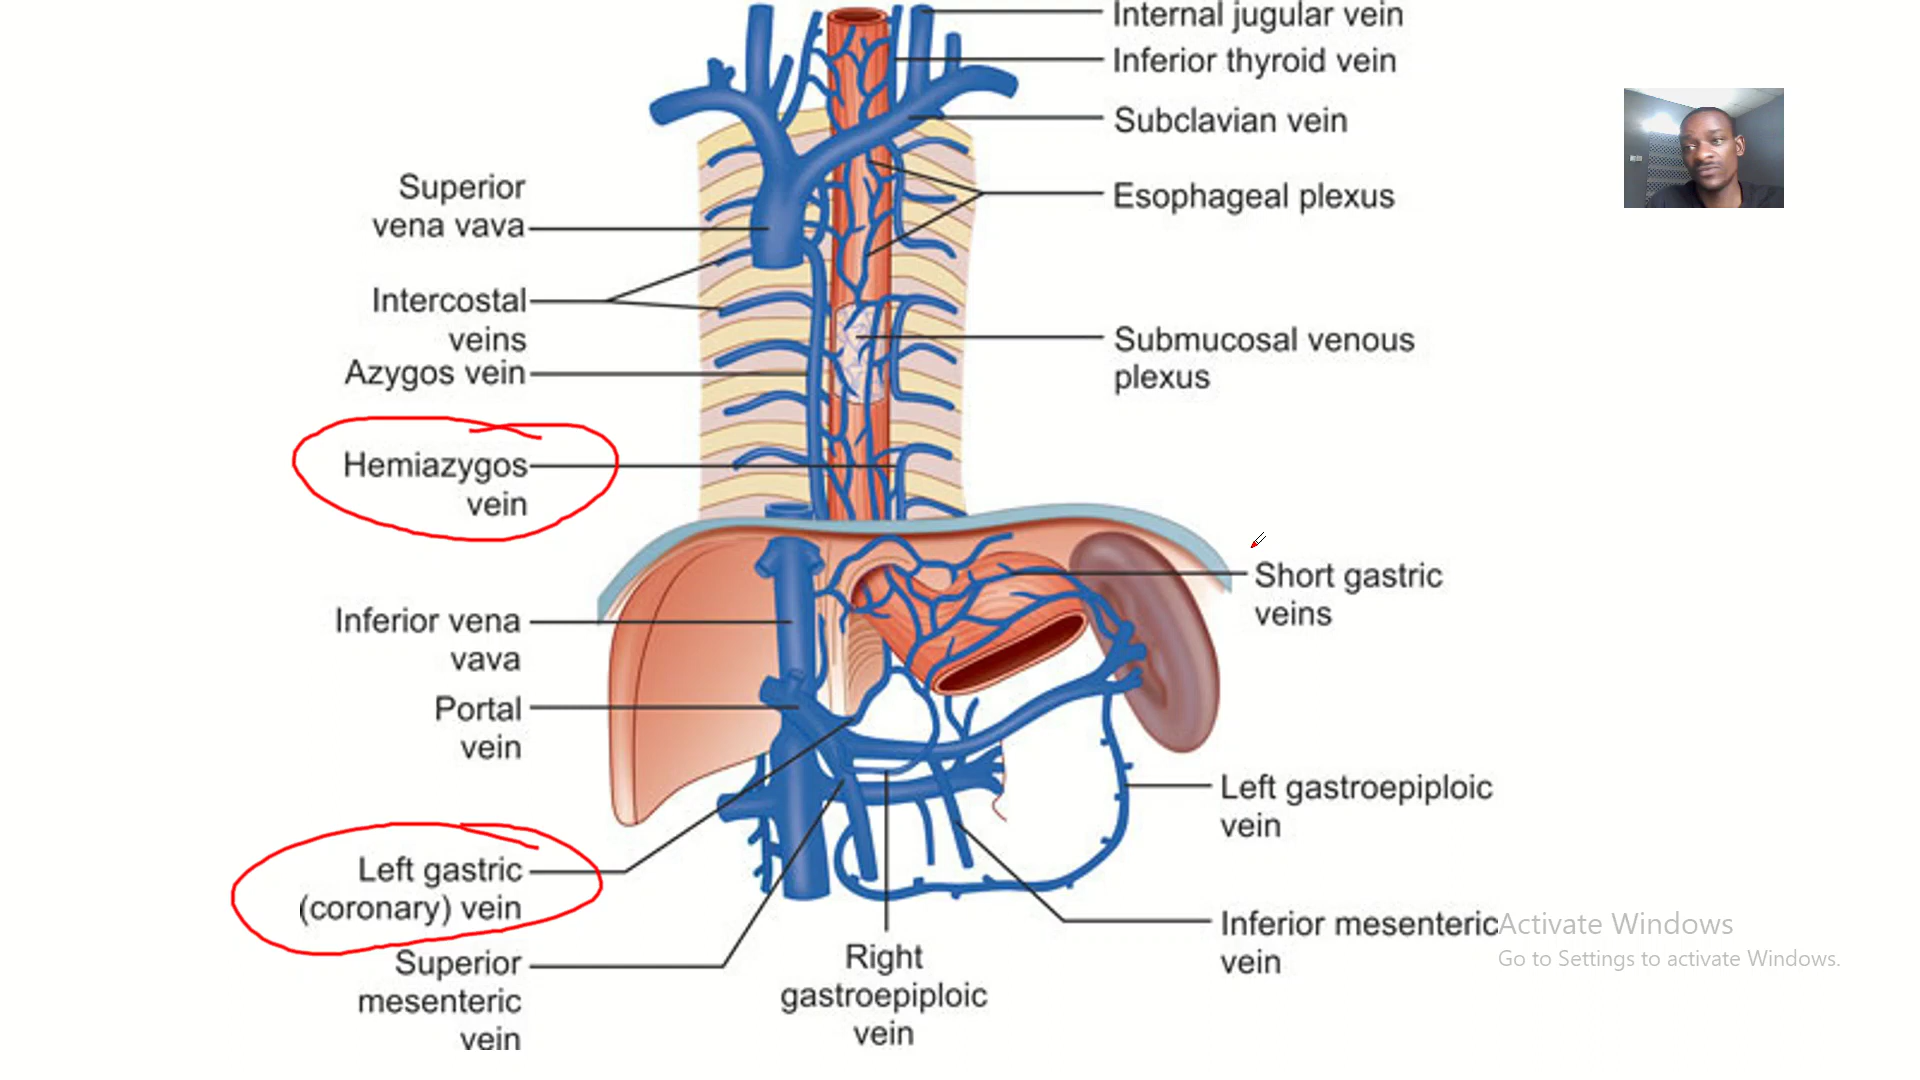 Internal jugular vein
Inferior thyroid vein
Subclavian vein
Esophageal plexus
Submucosal venous
plexus
Superior
vena vava
Intercostal
veins
Azygos vein
Hemiazygos
vein
Inferior vena
vava
Portal
vein
Left gastric
(coronary) vein
Superior
mesenteric
vein
Right
gastroepiploic
vein
Short gastric
veins
Left gastroepiploic
vein
Inferior mesenteric
vein
Activate Windows
Go to Settings to activate Windows.